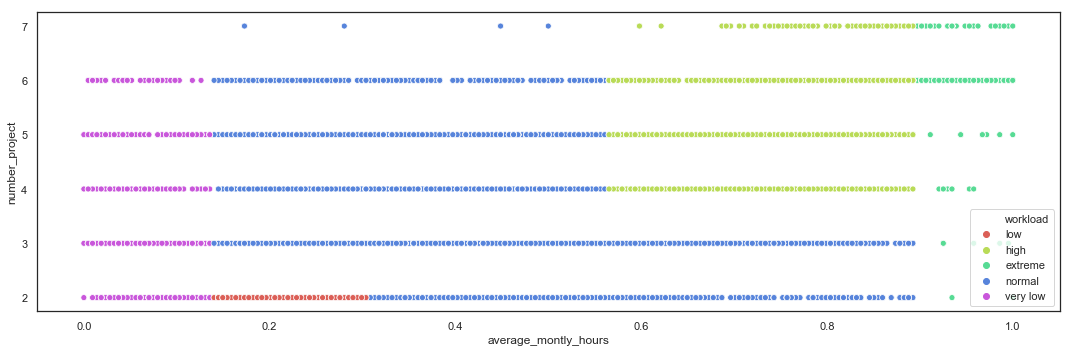 7
6
5
4
3
2
number_project
0.0
0.2
0.4
0.6
0.8
1.0
average_montly_hours
workload
low
high
extreme
normal
very low